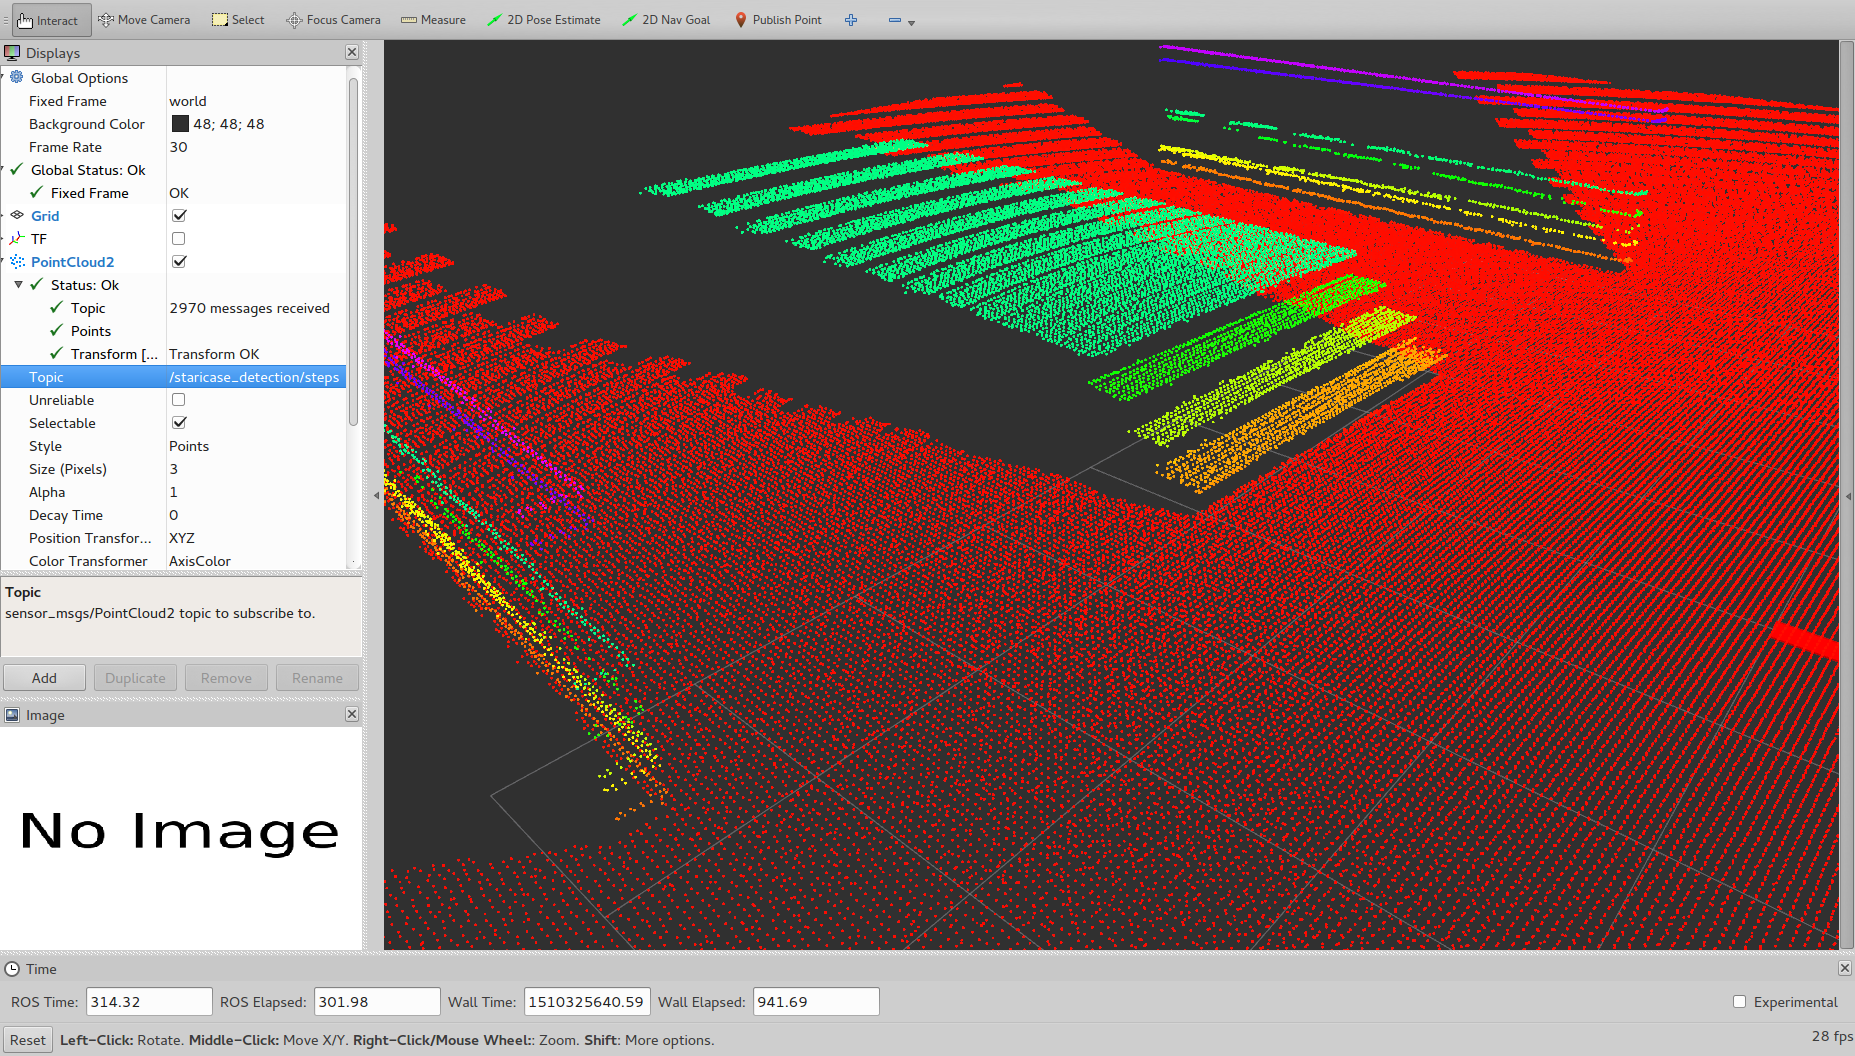 Interact Move Camera Select Focus Camera Measure 2D Pose Estimate 2D Nav Goal Publish Point
Displays
Global Options
Fixed Frame world
Background Color 48; 48; 48
Frame Rate 30
Global Status: Ok
Fixed Frame OK
Grid
TF
PointCloud2
Status: Ok
Topic 2970 messages received
Points
Transform [... Transform OK
Topic /staricase_detection/steps
Unreliable
Selectable
Style Points
Size (Pixels) 3
Alpha 1
Decay Time 0
Position Transfor... XYZ
Color Transformer AxisColor
Topic
sensor_msgs/PointCloud2 topic to subscribe to.
Add Duplicate Remove Rename
Image
No Image
Time
ROS Time: 314.32 ROS Elapsed: 301.98 Wall Time: 1510325640.59 Wall Elapsed: 941.69 Experimental
Reset Left-Click: Rotate. Middle-Click: Move X/Y. Right-Click/Mouse Wheel:: Zoom. Shift: More options. 28 fps